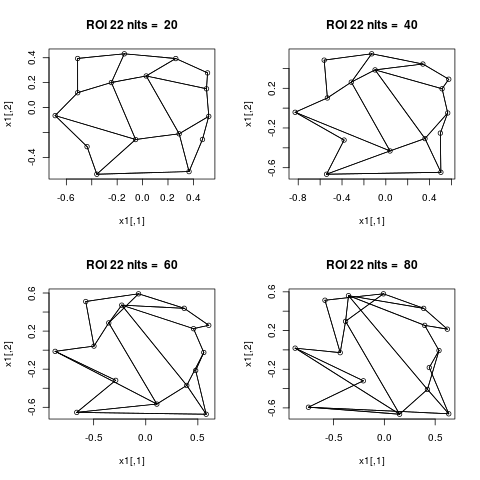 ROI 22 nits = 20
ROI 22 nits = 40
x1[,2]
-0.4 0.0 0.2 0.4
-0.6 -0.2 0.0 0.2 0.4
x1[,1]
x1[,2]
-0.6 -0.2 0.2
-0.8 -0.4 0.0 0.4
x1[,1]
ROI 22 nits = 60
ROI 22 nits = 80
x1[,2]
-0.6 -0.2 0.2 0.6
-0.5 0.0 0.5
x1[,1]
x1[,2]
-0.6 -0.2 0.2 0.6
-0.5 0.0 0.5
x1[,1]